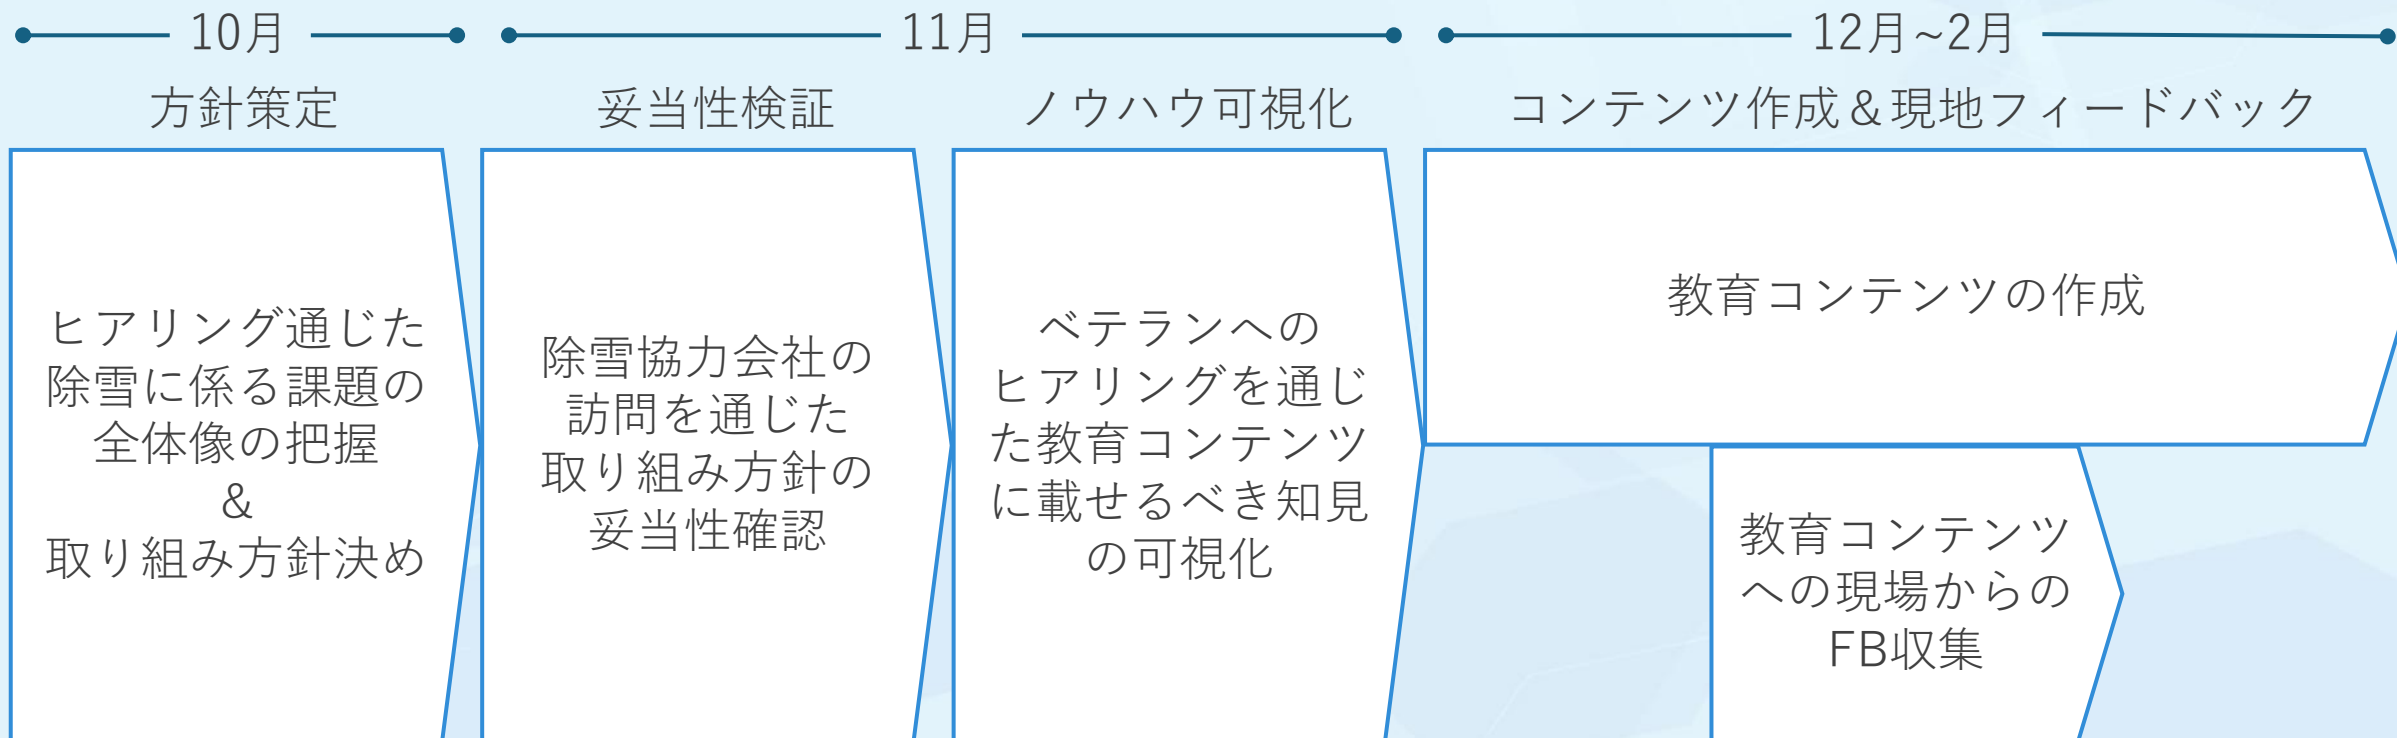 10月
11月
12月~2月
方針策定
妥当性検証
ノウハウ可視化
コンテンツ作成＆現地フィードバック
ヒアリング通じた
除雪に係る課題の
全体像の把握
&
取り組み方針決め
除雪協力会社の
訪問を通じた
取り組み方針の
妥当性確認
ベテランへの
ヒアリングを通じ
た教育コンテンツ
に載せるべき知見
の可視化
教育コンテンツの作成
教育コンテンツ
への現場からの
FB収集